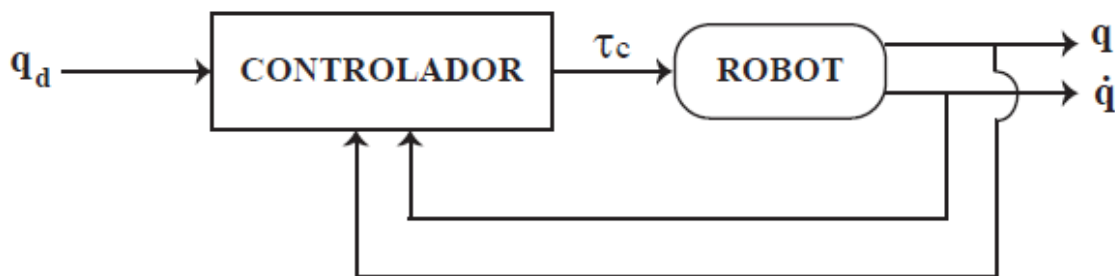 q_d CONTROLADOR τc ROBOT q
q̇